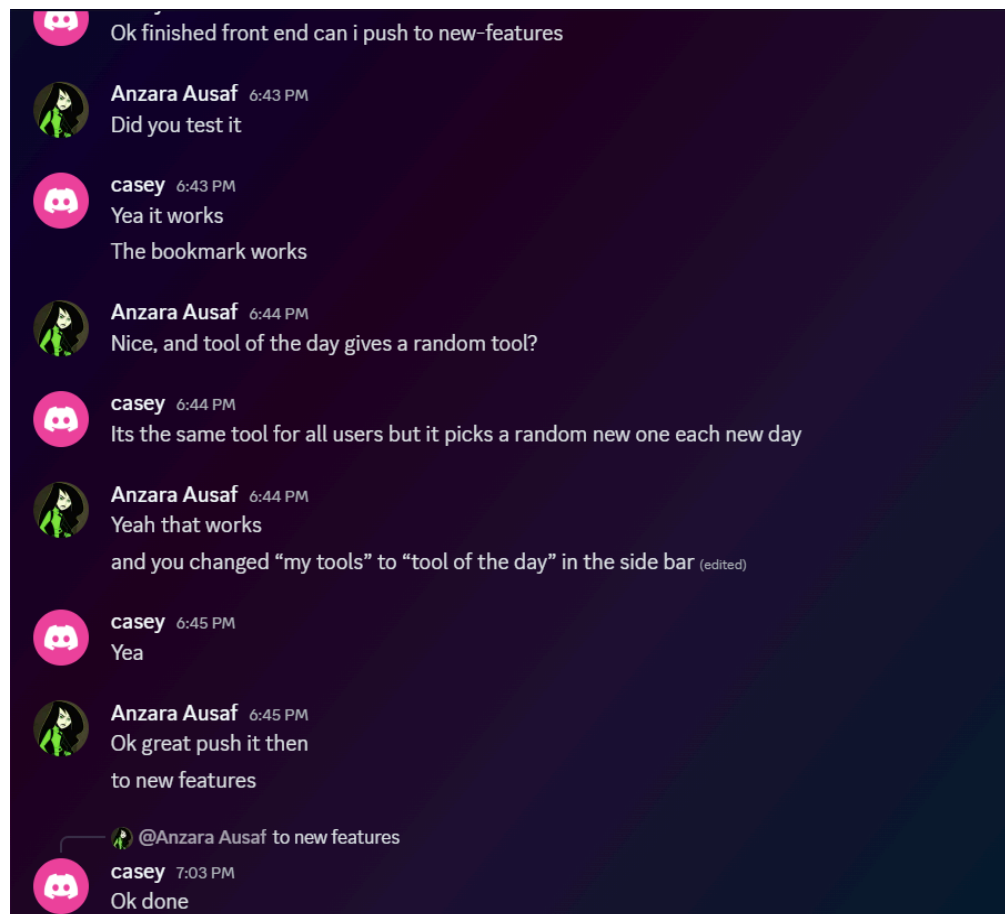 Ok finished front end can i push to new-features
Anzara Ausaf 6:43 PM
Did you test it
casey 6:43 PM
Yea it works
The bookmark works
Anzara Ausaf 6:44 PM
Nice, and tool of the day gives a random tool?
casey 6:44 PM
Its the same tool for all users but it picks a random new one each new day
Anzara Ausaf 6:44 PM
Yeah that works
and you changed “my tools” to “tool of the day” in the side bar (edited)
casey 6:45 PM
Yea
Anzara Ausaf 6:45 PM
Ok great push it then
to new features
@Anzara Ausaf to new features
casey 7:03 PM
Ok done